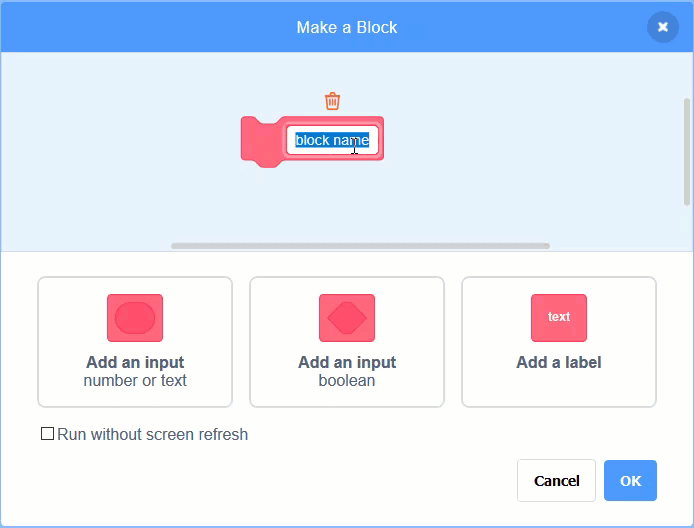 Make a Block
block name
text
Add an input
number or text
Add an input
boolean
Add a label
Run without screen refresh
Cancel
OK